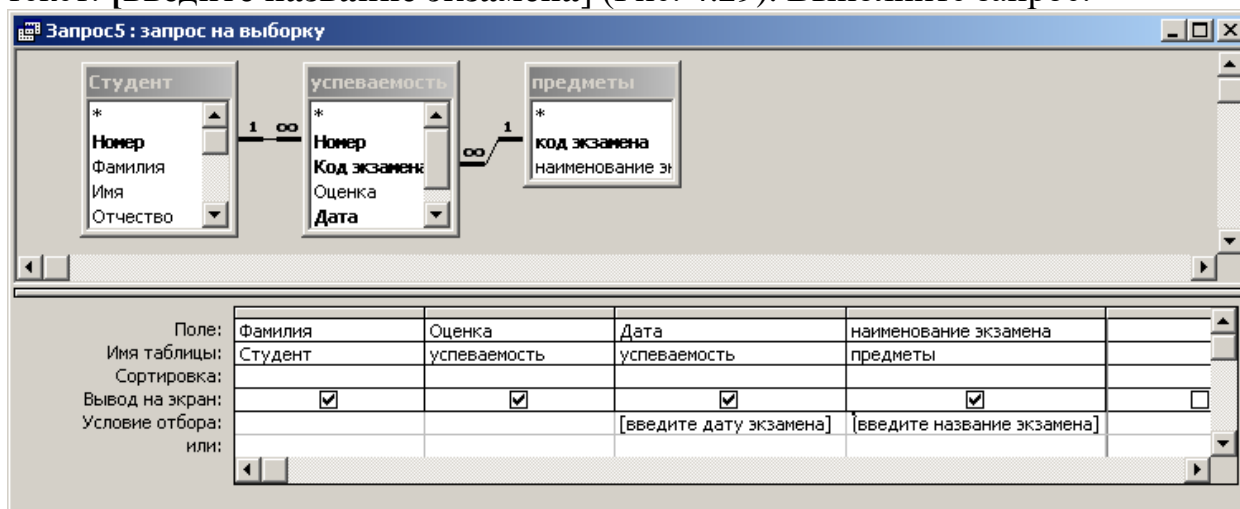 Запрос5 : запрос на выборку
Студент
*
Номер
Фамилия
Имя
Отчество
1 ∞
успеваемость
*
Номер
Код экзамена
Оценка
Дата
∞ 1
предметы
*
код экзамена
наименование эк
Поле: Фамилия Оценка Дата наименование экзамена
Имя таблицы: Студент успеваемость успеваемость предметы
Сортировка:
Вывод на экран:
Условие отбора: [введите дату экзамена] [введите название экзамена]
или: